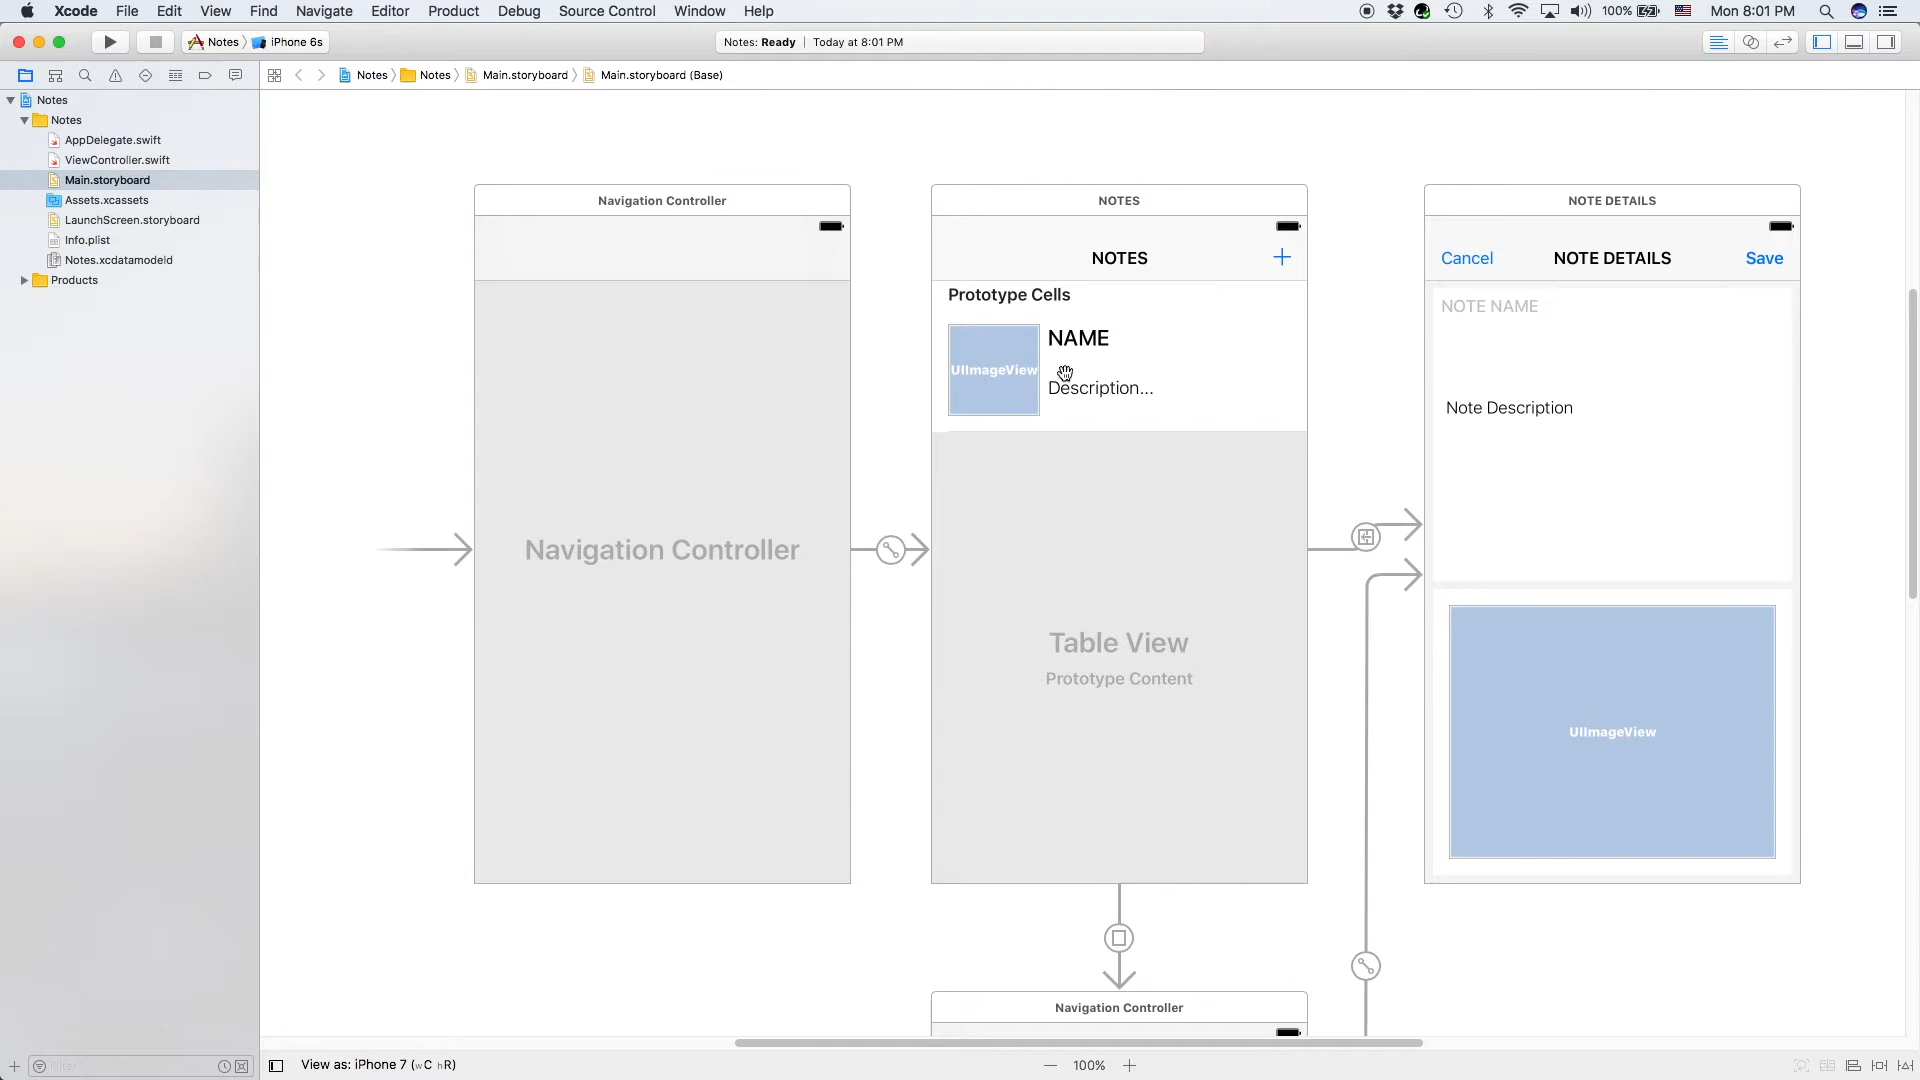 Xcode File Edit View Find Navigate Editor Product Debug Source Control Window Help 100% Mon 8:01 PM
Notes iPhone 6s Notes: Ready | Today at 8:01 PM
Notes Notes Main.storyboard Main.storyboard (Base)
Notes
Notes
AppDelegate.swift
ViewController.swift
Main.storyboard
Assets.xcassets
LaunchScreen.storyboard
Info.plist
Notes.xcdatamodeld
Products
Navigation Controller
Navigation Controller
NOTES
NOTES +
Prototype Cells
UIImageView
NAME
Description...
Table View
Prototype Content
NOTE DETAILS
Cancel NOTE DETAILS Save
NOTE NAME
Note Description
UIImageView
Navigation Controller
Filter
View as: iPhone 7 (wC hR)
100%